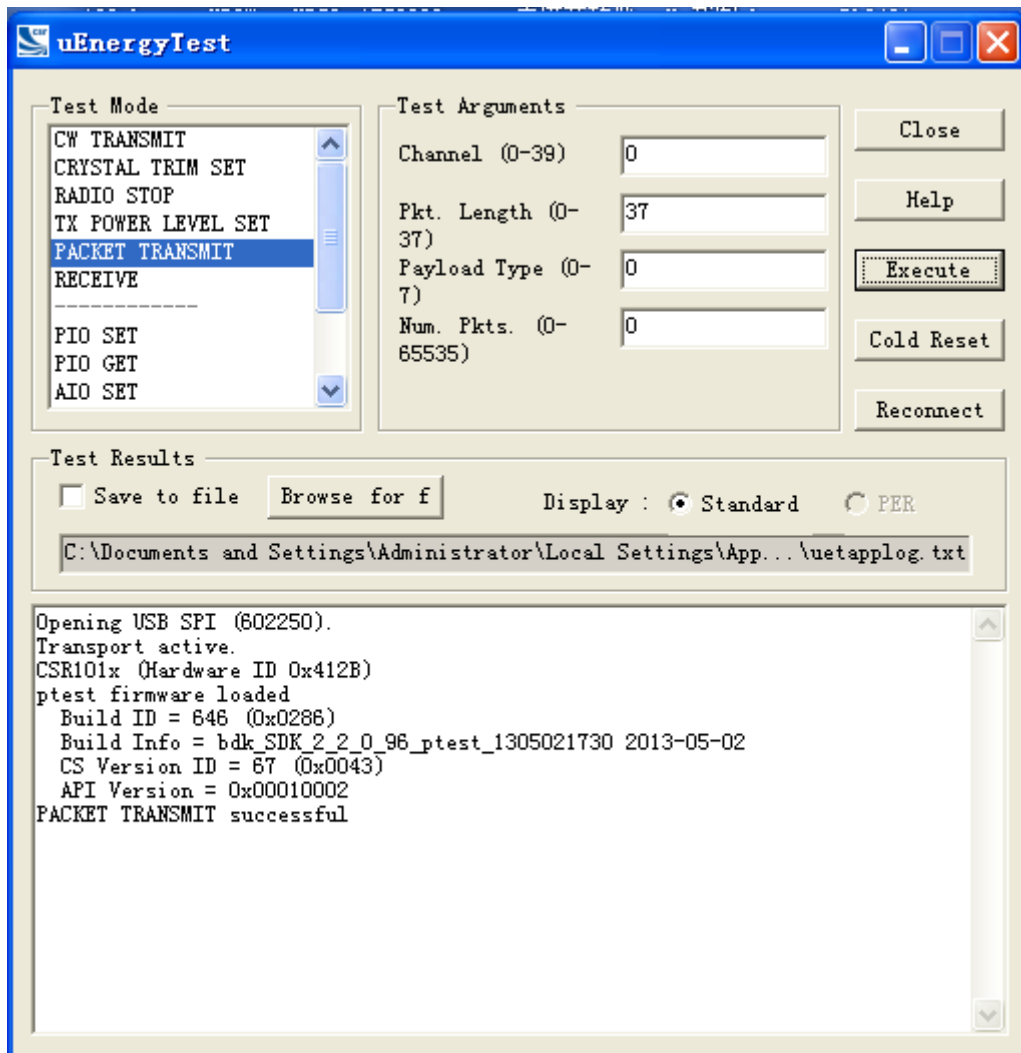 uEnergyTest
Test Mode
CW TRANSMIT
CRYSTAL TRIM SET
RADIO STOP
TX POWER LEVEL SET
PACKET TRANSMIT
RECEIVE
------------
PIO SET
PIO GET
AIO SET
Test Arguments
Channel (0-39)
0
Pkt. Length (0-
37)
37
Payload Type (0-
7)
0
Num. Pkts. (0-
65535)
0
Close
Help
Execute
Cold Reset
Reconnect
Test Results
Save to file
Browse for f
Display :
Standard
PER
C:\Documents and Settings\Administrator\Local Settings\App...\uetapplog.txt
Opening USB SPI (602250).
Transport active.
CSR101x (Hardware ID 0x412B)
ptest firmware loaded
Build ID = 646 (0x0286)
Build Info = bdk_SDK_2_2_0_96_ptest_1305021730 2013-05-02
CS Version ID = 67 (0x0043)
API Version = 0x00010002
PACKET TRANSMIT successful